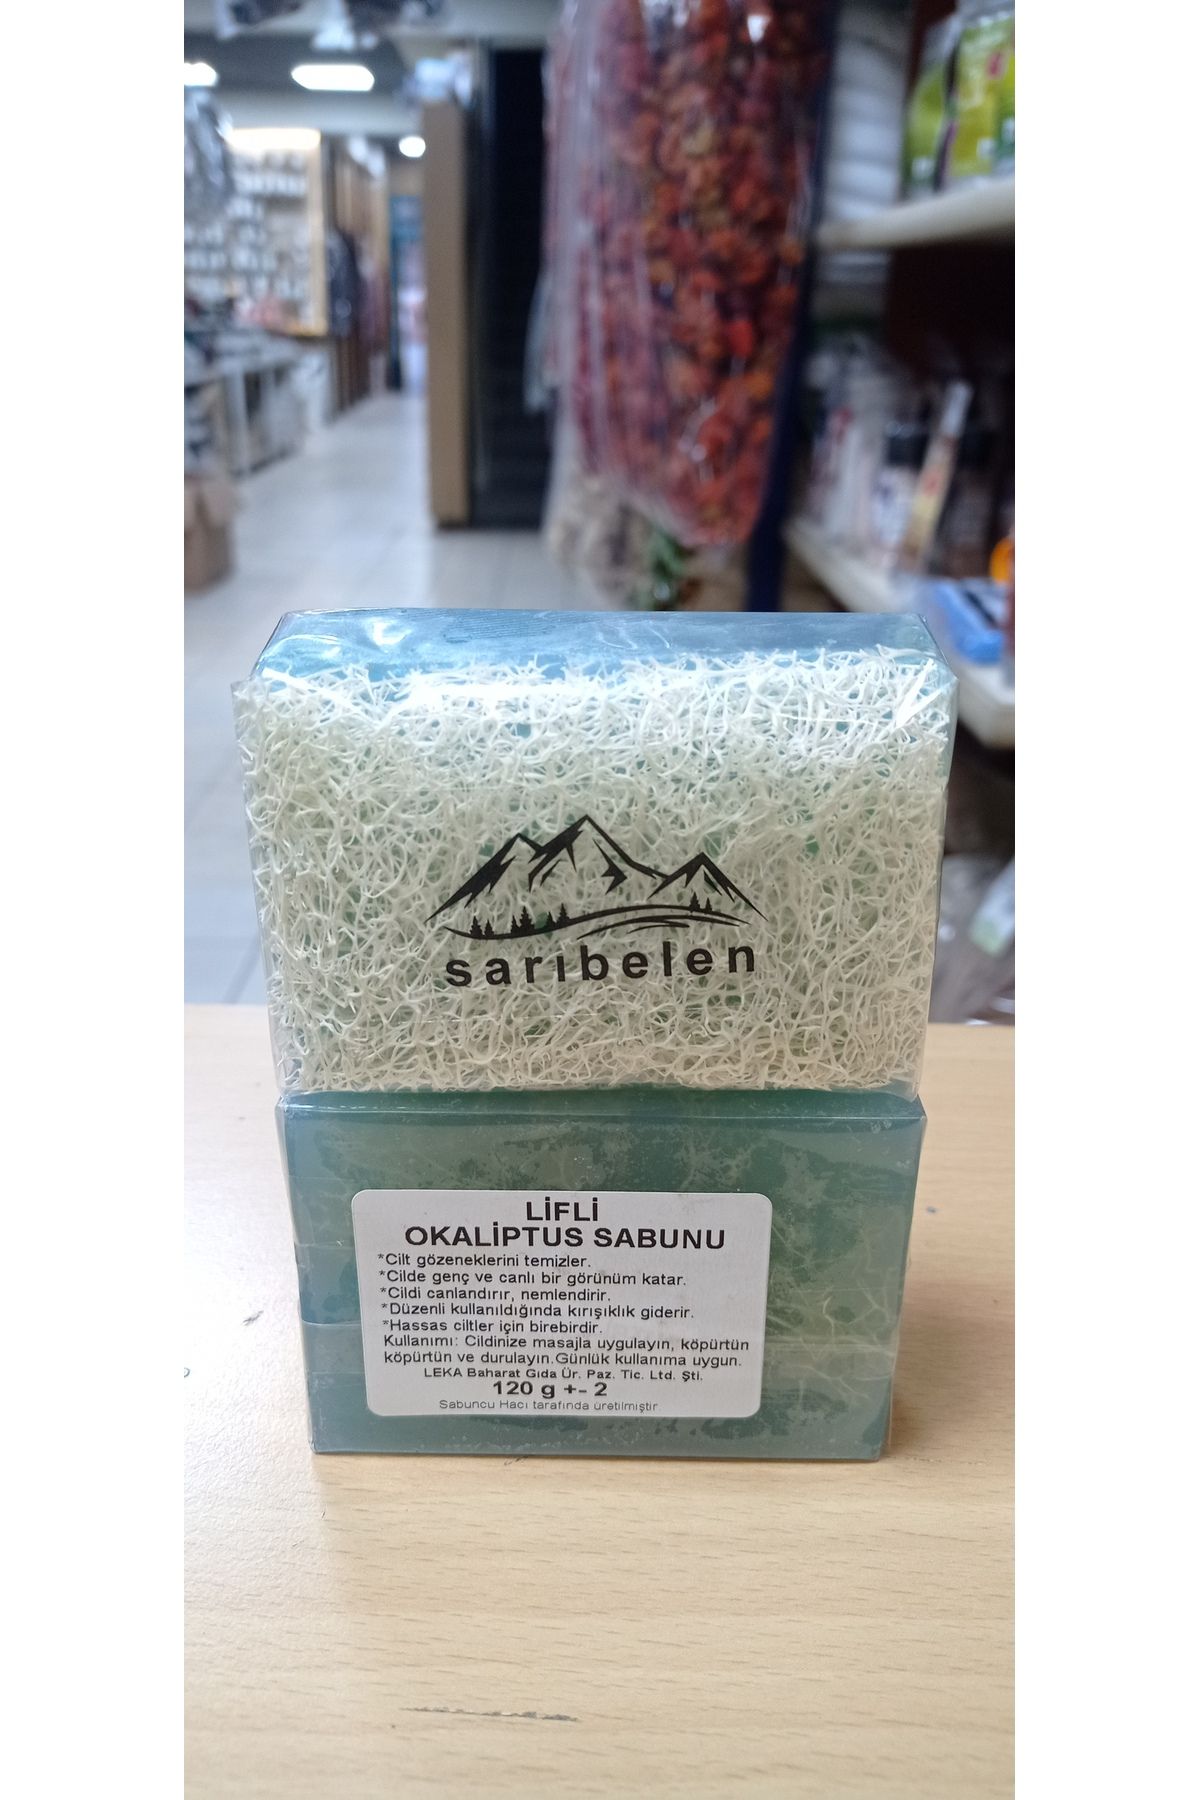 sarıbelen
LİFLİ
OKALİPTUS SABUNU
*Cilt gözeneklerini temizler.
*Cilde genç ve canlı bir görünüm katar.
*Cildi canlandırır, nemlendirir.
*Düzenli kullanıldığında kırışıklık giderir.
*Hassas ciltler için birebirdir.
Kullanımı: Cildinize masajla uygulayın, köpürtün
köpürtün ve durulayın.Günlük kullanıma uygun.
LEKA Baharat Gıda Ür. Paz. Tic. Ltd. Şti.
120 g +- 2
Sabuncu Hacı tarafında üretilmiştir